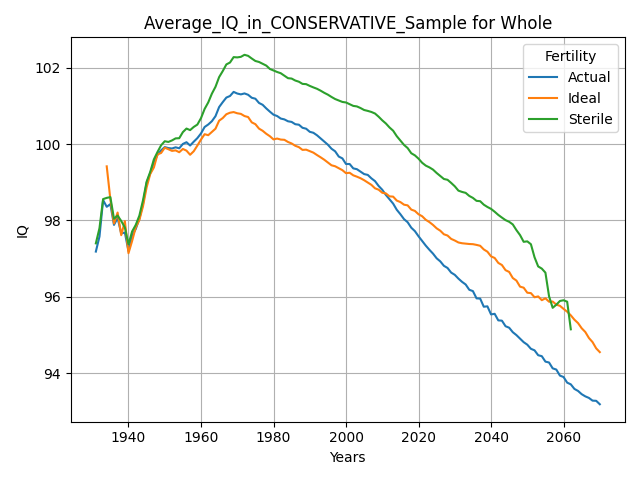 Average_IQ_in_CONSERVATIVE_Sample for Whole
Fertility
Actual
Ideal
Sterile
IQ
102
100
98
96
94
1940 1960 1980 2000 2020 2040 2060
Years